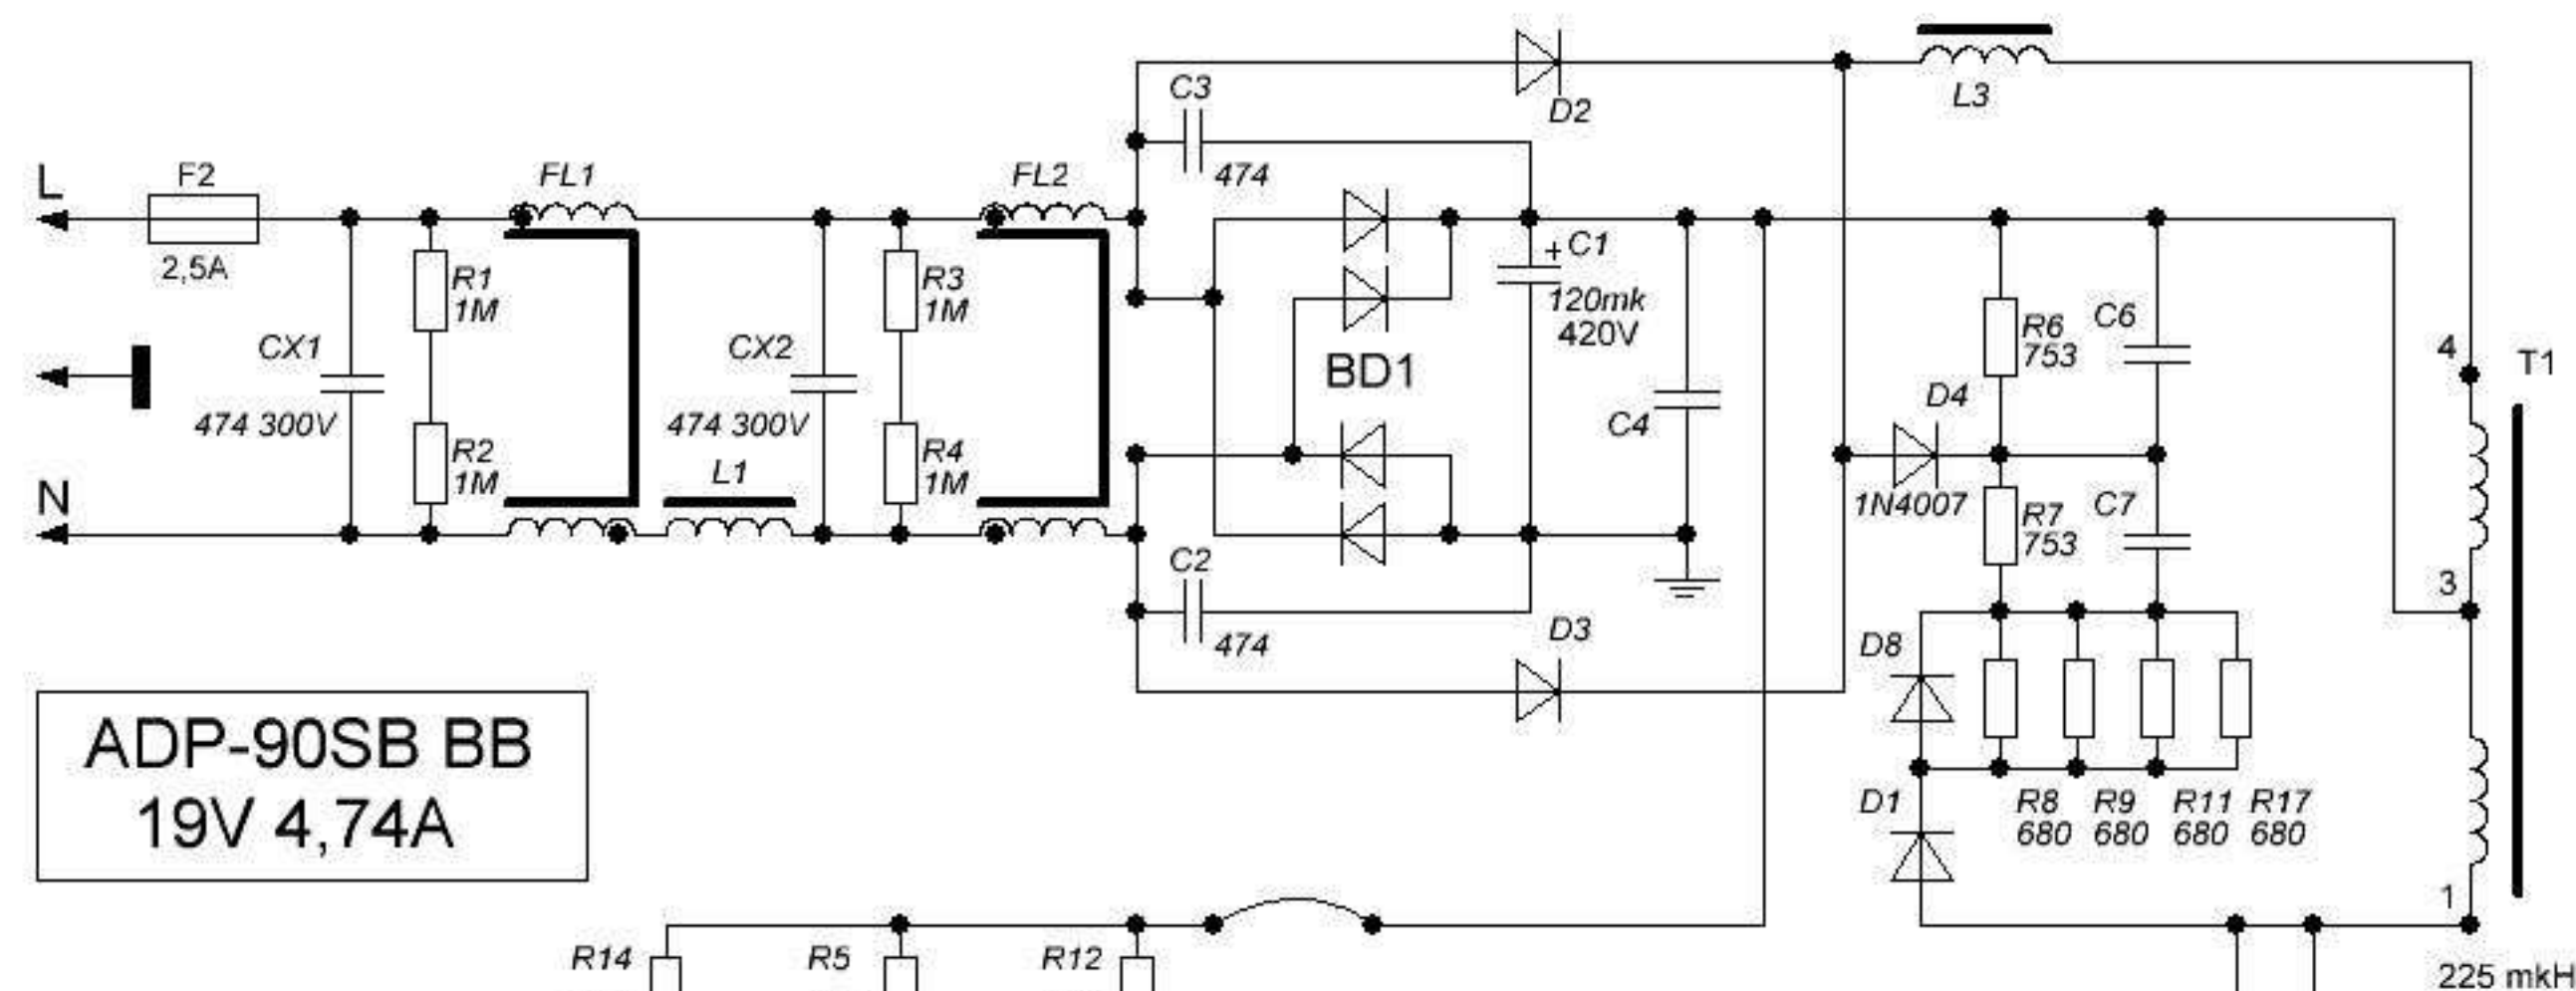 C3
474
D2
L3
L
F2
2,5A
FL1
FL2
R1
1M
R3
1M
+
C1
120mk
420V
CX1
474 300V
CX2
474 300V
BD1
C4
R6
753
C6
4
T1
D4
1N4007
R2
1M
L1
R4
1M
N
R7
753
C7
C2
474
D3
3
D8
ADP-90SB BB
19V 4,74A
D1
R8
680
R9
680
R11
680
R17
680
1
R14
R5
R12
225 mkH